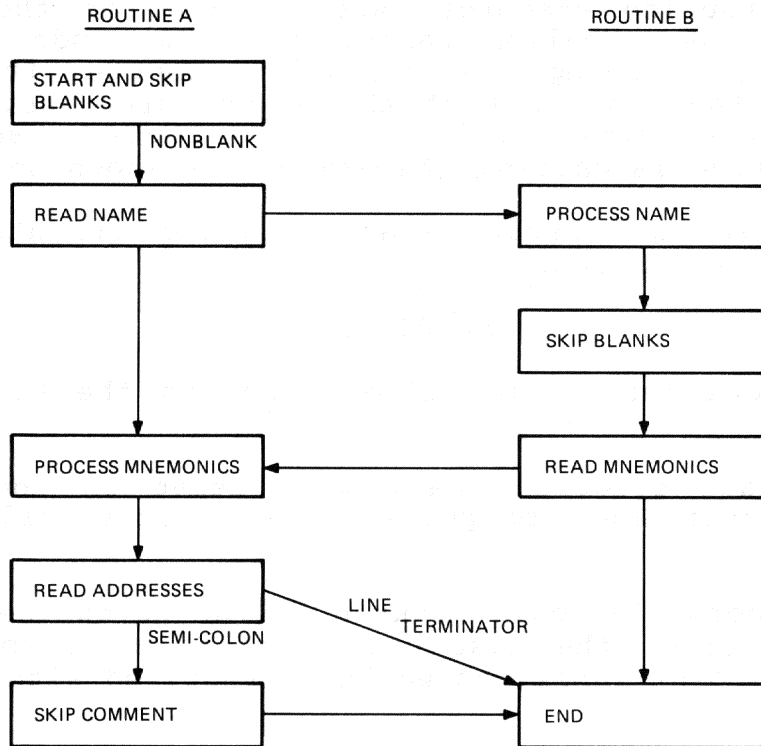 ROUTINE A
ROUTINE B
START AND SKIP
BLANKS
NONBLANK
READ NAME
PROCESS NAME
SKIP BLANKS
PROCESS MNEMONICS
READ MNEMONICS
READ ADDRESSES
LINE
TERMINATOR
SEMI-COLON
SKIP COMMENT
END